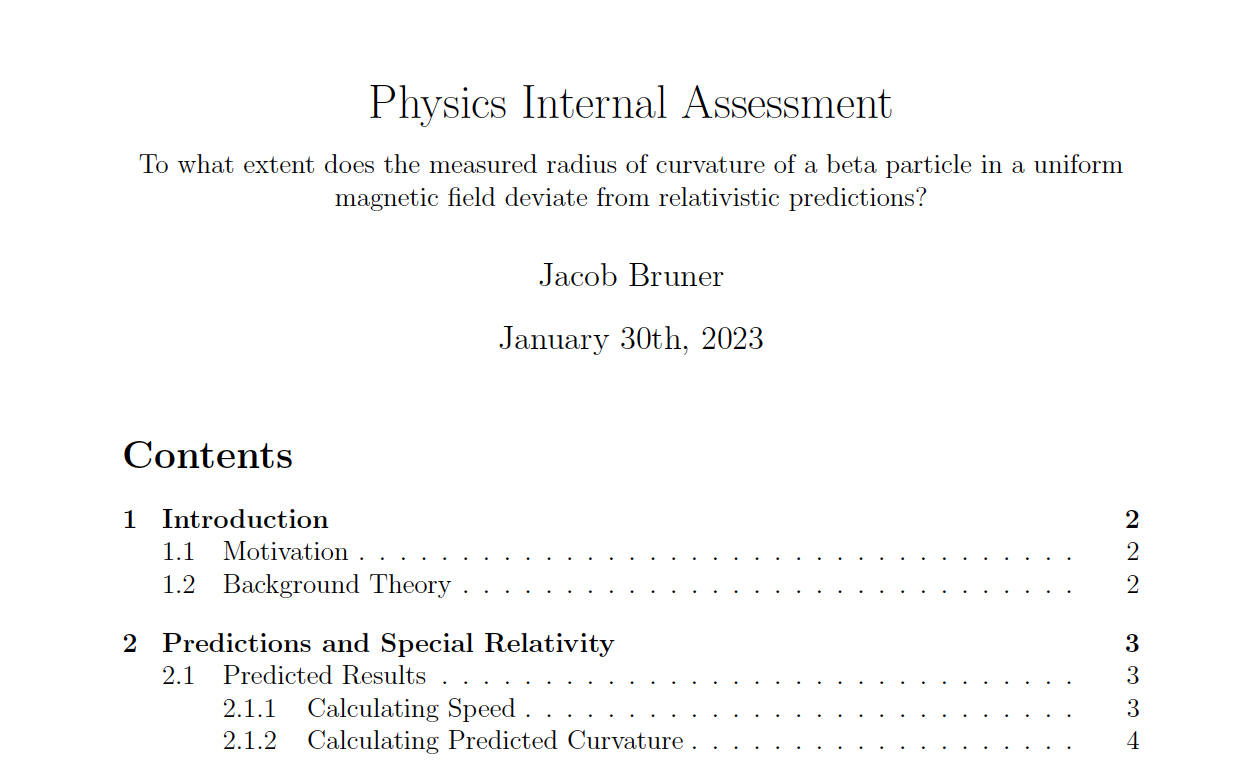 Physics Internal Assessment
To what extent does the measured radius of curvature of a beta particle in a uniform
magnetic field deviate from relativistic predictions?
Jacob Bruner
January 30th, 2023
Contents
1 Introduction 2
1.1 Motivation . . . . . . . . . . . . . . . . . . . . . . . . . . . . . . . . . . . 2
1.2 Background Theory . . . . . . . . . . . . . . . . . . . . . . . . . . . . . . 2
2 Predictions and Special Relativity 3
2.1 Predicted Results . . . . . . . . . . . . . . . . . . . . . . . . . . . . . . . 3
2.1.1 Calculating Speed . . . . . . . . . . . . . . . . . . . . . . . . . . . 3
2.1.2 Calculating Predicted Curvature . . . . . . . . . . . . . . . . . . . 4